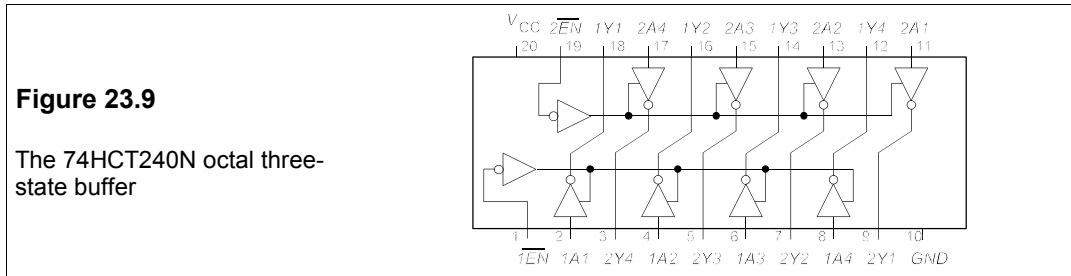 Figure 23.9
The 74HCT240N octal three-
state buffer
VCC 2EN 1Y1 2A4 1Y2 2A3 1Y3 2A2 1Y4 2A1
20 19 18 17 16 15 14 13 12 11
1 2 3 4 5 6 7 8 9 10
1EN 1A1 2Y4 1A2 2Y3 1A3 2Y2 1A4 2Y1 GND